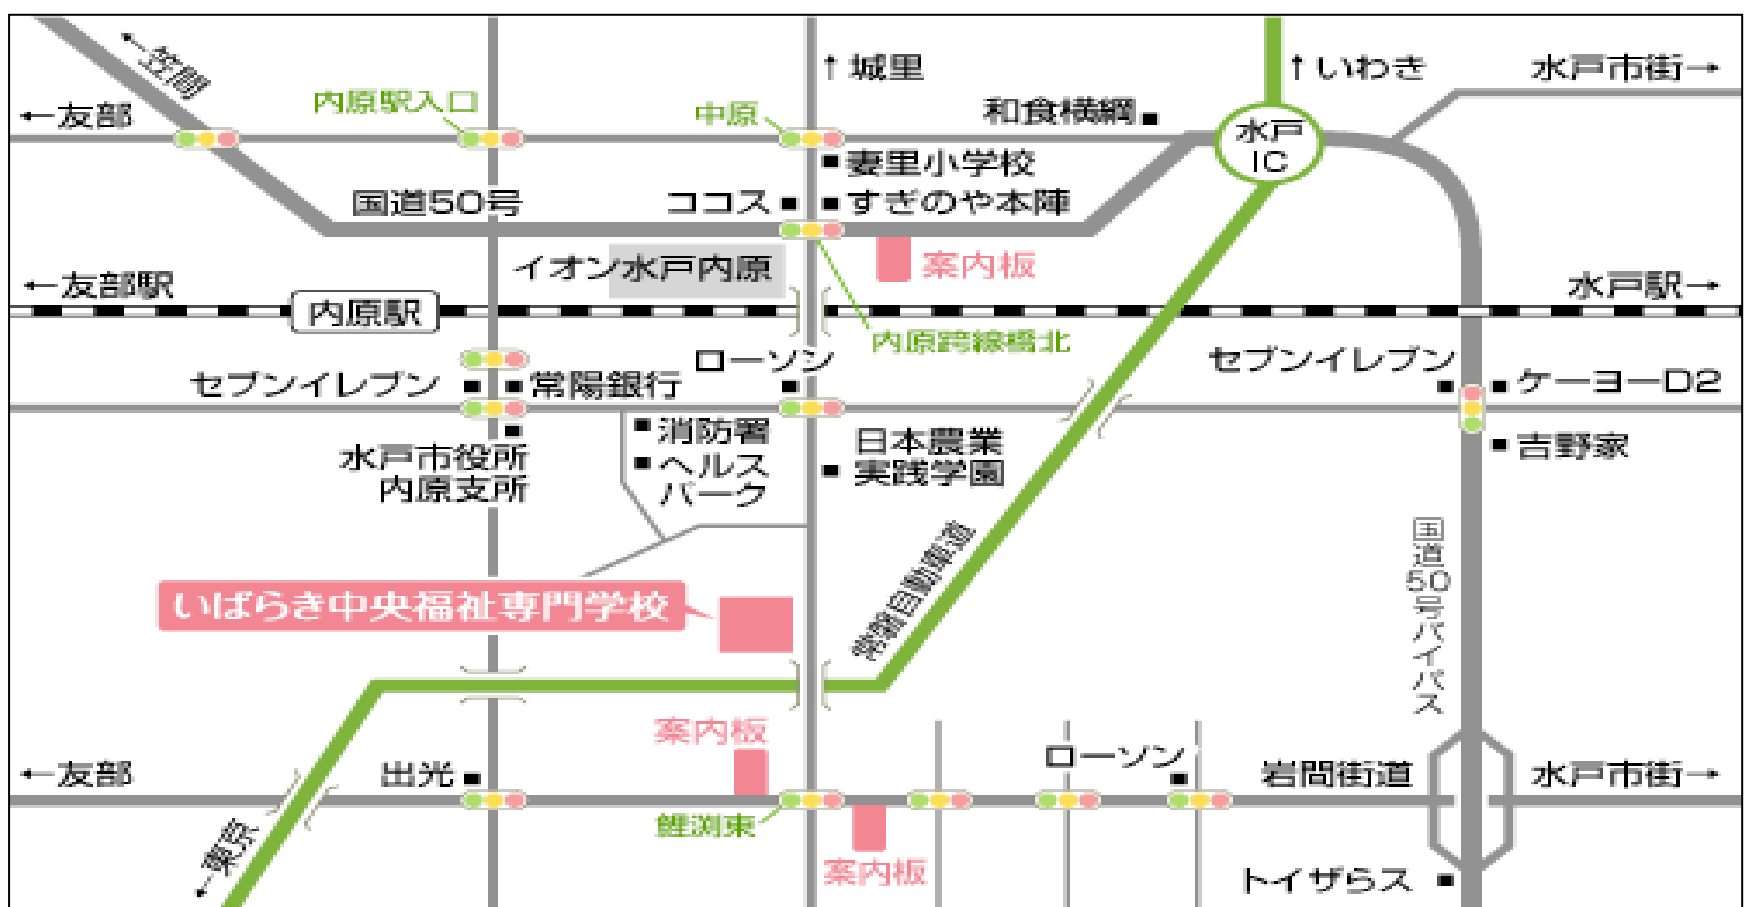 ←笠間
↑城里
↑いわき
水戸市街→
←友部
内原駅入口
中原
和食横綱
水戸
IC
妻里小学校
国道50号
ココス
すぎのや本陣
イオン水戸内原
案内板
←友部駅
水戸駅→
内原駅
内原跨線橋北
ローソン
セブンイレブン
セブンイレブン
常陽銀行
ケーヨーD2
消防署
水戸市役所
内原支所
ヘルス
パーク
日本農業
実践学園
吉野家
国道50号バイパス
常磐自動車道
いばらき中央福祉専門学校
案内板
←友部
出光
ローソン
岩間街道
水戸市街→
鯉渕東
←東京
案内板
トイザらス